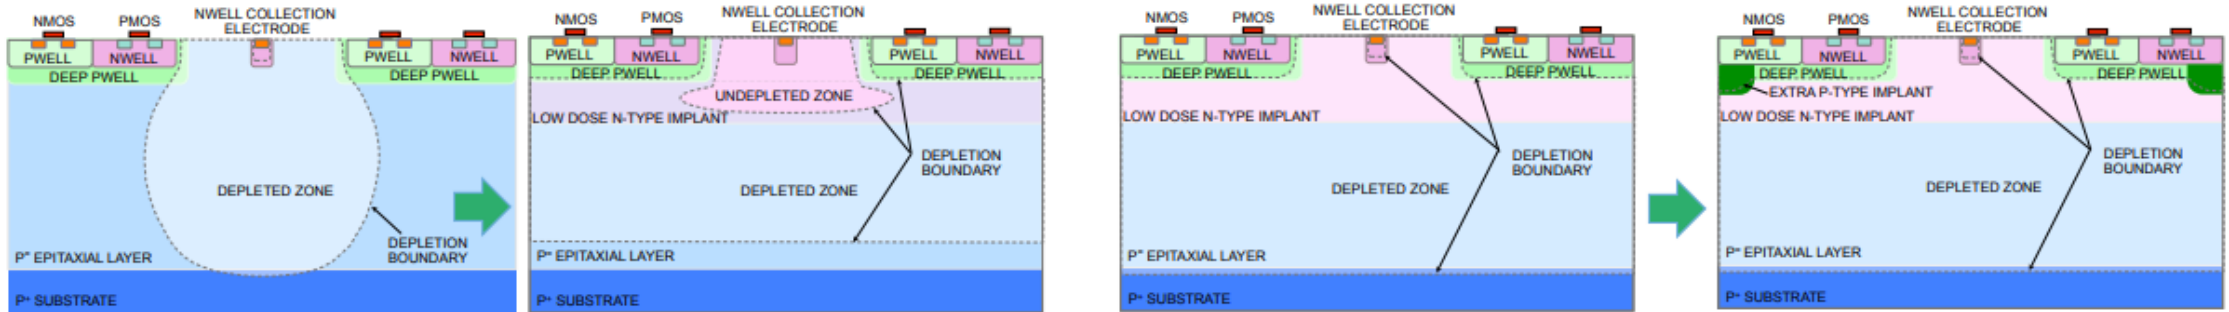 NMOS
PMOS
NWELL COLLECTION
ELECTRODE
PWELL
NWELL
PWELL
NWELL
DEEP PWELL
DEEP PWELL
DEPLETED ZONE
DEPLETION
BOUNDARY
P⁻ EPITAXIAL LAYER
P⁺ SUBSTRATE
NMOS
PMOS
NWELL COLLECTION
ELECTRODE
PWELL
NWELL
PWELL
NWELL
DEEP PWELL
DEEP PWELL
UNDEPLETED ZONE
LOW DOSE N-TYPE IMPLANT
DEPLETION
BOUNDARY
DEPLETED ZONE
P⁻ EPITAXIAL LAYER
P⁺ SUBSTRATE
NMOS
PMOS
NWELL COLLECTION
ELECTRODE
PWELL
NWELL
PWELL
NWELL
DEEP PWELL
DEEP PWELL
LOW DOSE N-TYPE IMPLANT
DEPLETION
BOUNDARY
DEPLETED ZONE
P⁻ EPITAXIAL LAYER
P⁺ SUBSTRATE
NMOS
PMOS
NWELL COLLECTION
ELECTRODE
PWELL
NWELL
PWELL
NWELL
DEEP PWELL
DEEP PWELL
EXTRA P-TYPE IMPLANT
LOW DOSE N-TYPE IMPLANT
DEPLETION
BOUNDARY
DEPLETED ZONE
P⁻ EPITAXIAL LAYER
P⁺ SUBSTRATE